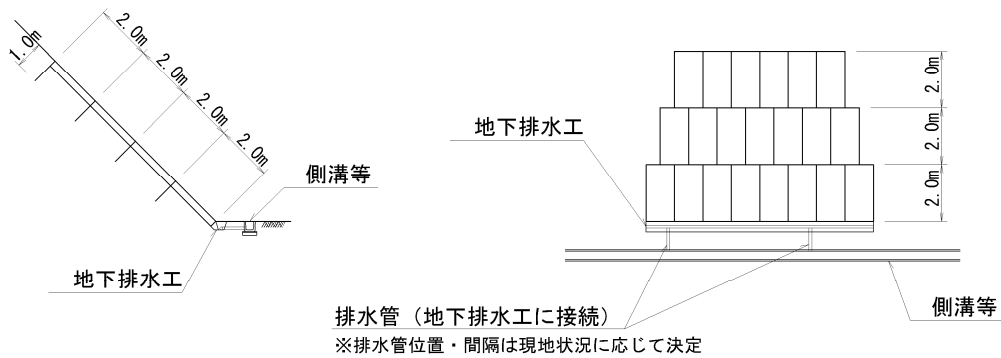 1.0m
2.0m
2.0m
2.0m
2.0m
側溝等
地下排水工
地下排水工
2.0m
2.0m
2.0m
側溝等
排水管（地下排水工に接続）
※排水管位置・間隔は現地状況に応じて決定